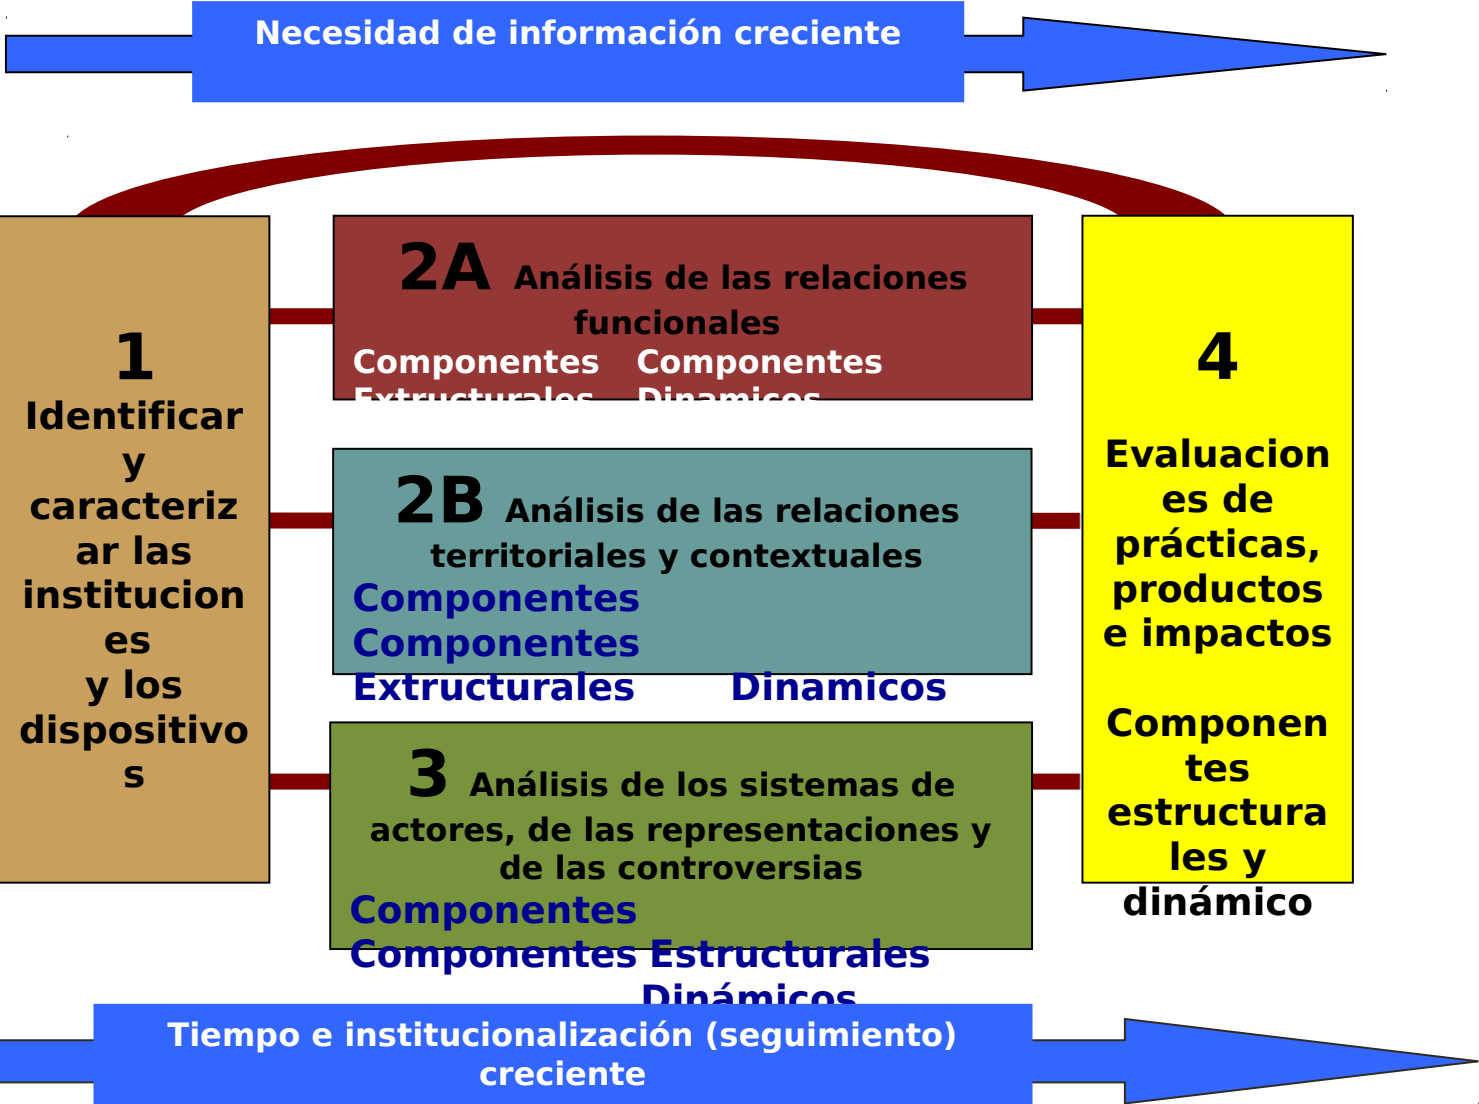 Necesidad de información creciente
1
Identificar
y
caracteriz
ar las
institucion
es
y los
dispositivo
s
2A Análisis de las relaciones
funcionales
Componentes Componentes
Extructurales Dinamicos
2B Análisis de las relaciones
territoriales y contextuales
Componentes
Componentes
Extructurales Dinamicos
3 Análisis de los sistemas de
actores, de las representaciones y
de las controversias
Componentes
Componentes Estructurales
Dinámicos
4
Evaluacion
es de
prácticas,
productos
e impactos
Componen
tes
estructura
les y
dinámico
Tiempo e institucionalización (seguimiento)
creciente